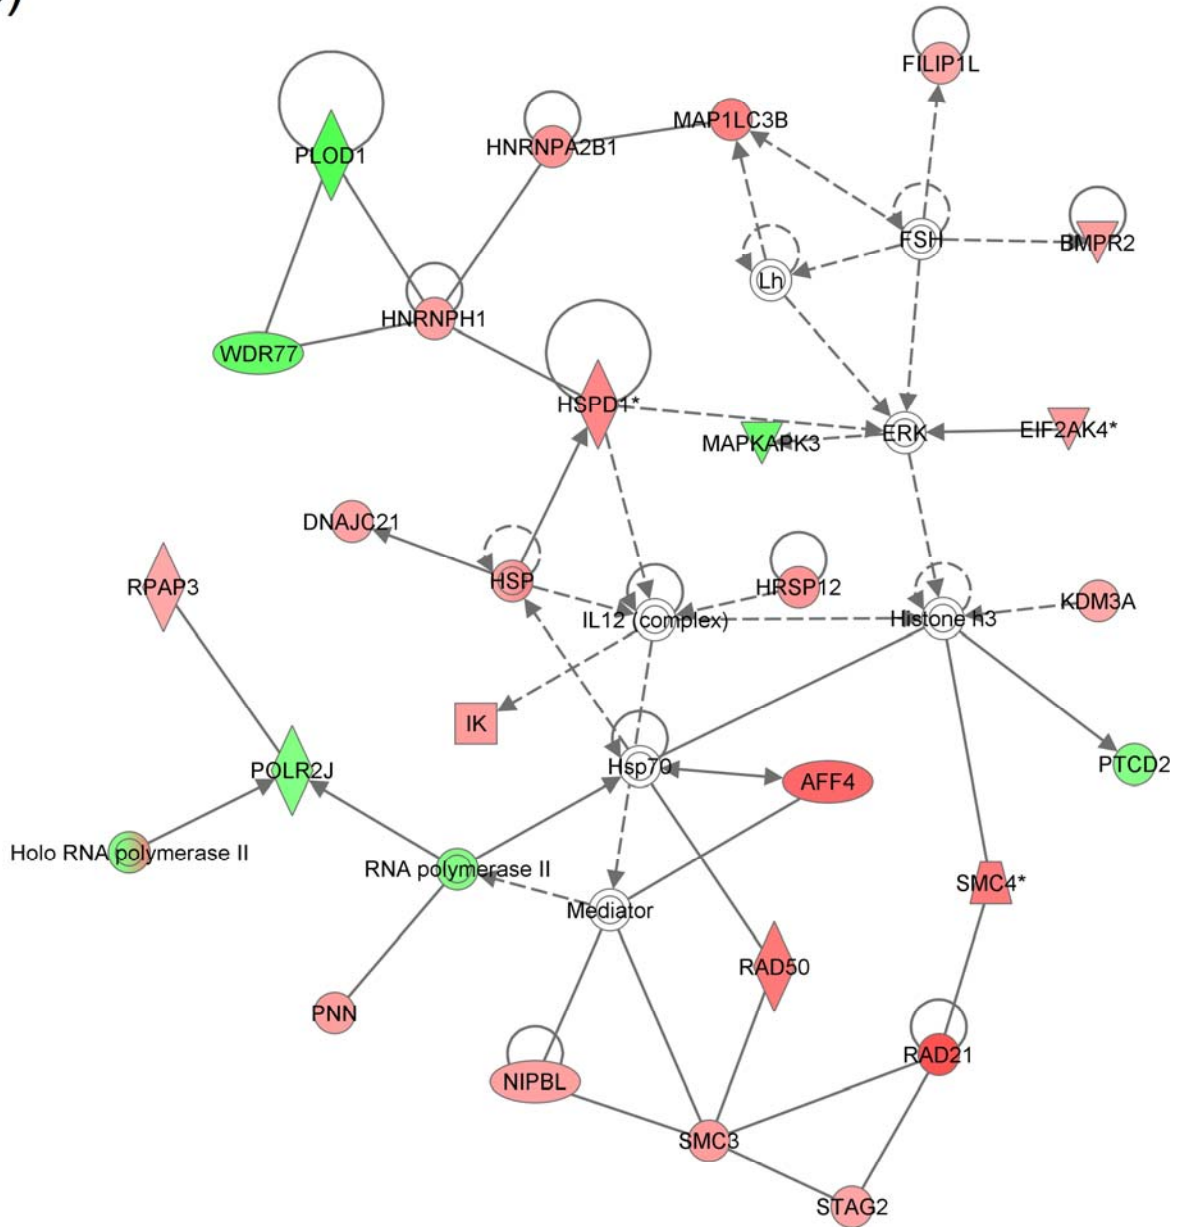 )
FILIP1L
MAP1LC3B
HNRNPA2B1
PLOD1
FSH
BMPR2
Lh
HNRNPH1
WDR77
HSPD1*
EIF2AK4*
ERK
MAPKAPK3
DNAJC21
HSP
RPAP3
HRSP12
KDM3A
IL12 (complex)
Histone h3
IK
Hsp70
PTCD2
POLR2J
AFF4
Holo RNA polymerase II
RNA polymerase II
SMC4*
Mediator
RAD50
PNN
RAD21
NIPBL
SMC3
STAG2